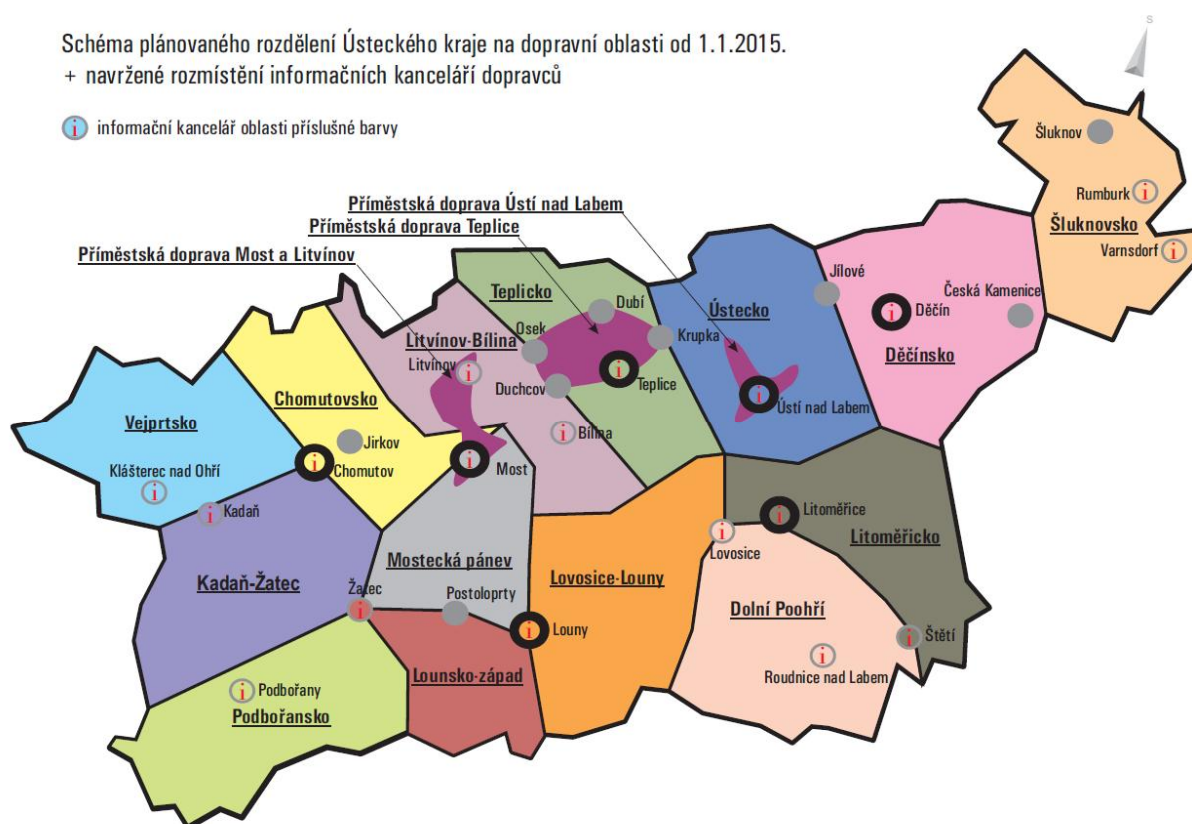 Schéma plánovaného rozdělení Ústeckého kraje na dopravní oblasti od 1.1.2015.
+ navržené rozmístění informačních kanceláří dopravců
i informační kancelář oblasti příslušné barvy
S
Šluknov
Rumburk
i
Šluknovsko
Varnsdorf
i
Příměstská doprava Ústí nad Labem
Příměstská doprava Teplice
Příměstská doprava Most a Litvínov
Teplicko
Dubí
Jílové
Česká Kamenice
Ústecko
i
Děčín
Osek
Krupka
Litvínov-Bílina
Děčínsko
Litvínov
i
i
Teplice
Duchcov
i
Ústí nad Labem
Chomutovsko
Vejprtsko
Jirkov
i
Bílina
Klášterec nad Ohří
i
i
Chomutov
i
Most
i
Kadaň
i
Litoměřice
i
Lovosice
Litoměřicko
Mostecká pánev
Kadaň-Žatec
Lovosice-Louny
Žatec
i
Postoloprty
Dolní Poohří
i
Louny
i
Štětí
i
Roudnice nad Labem
Lounsko-západ
i
Podbořany
Podbořansko